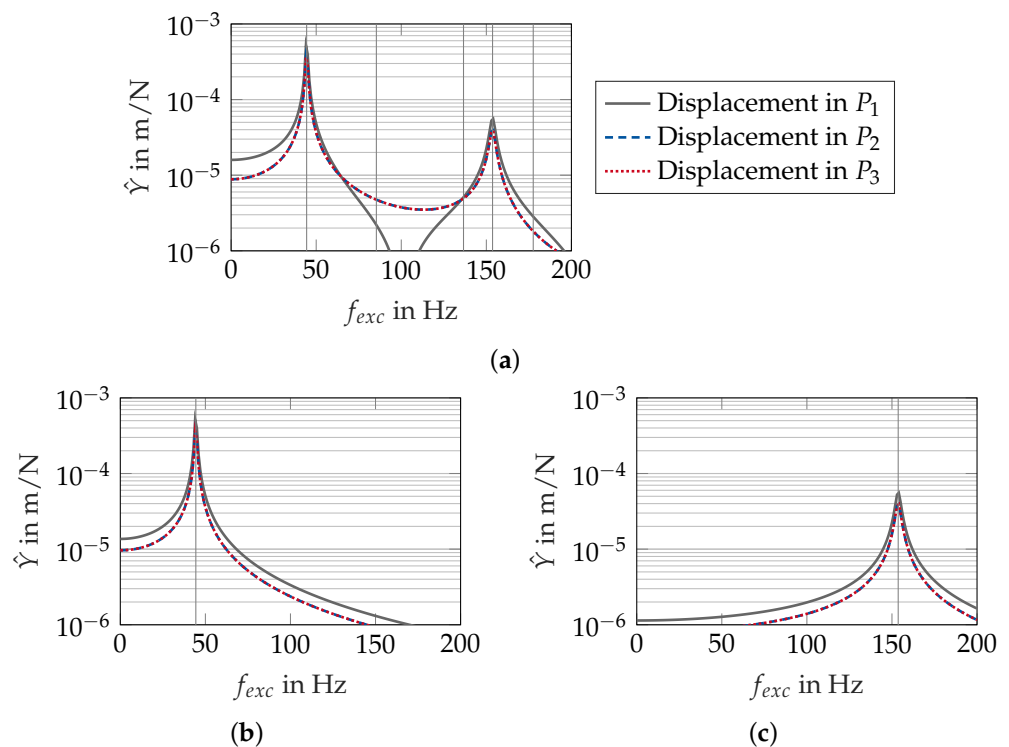 10⁻³
10⁻⁴
10⁻⁵
10⁻⁶
Ŷ in m/N
0 50 100 150 200
f_exc in Hz
Displacement in P₁
Displacement in P₂
Displacement in P₃
(a)
10⁻³
10⁻⁴
10⁻⁵
10⁻⁶
Ŷ in m/N
0 50 100 150 200
f_exc in Hz
(b)
10⁻³
10⁻⁴
10⁻⁵
10⁻⁶
Ŷ in m/N
0 50 100 150 200
f_exc in Hz
(c)